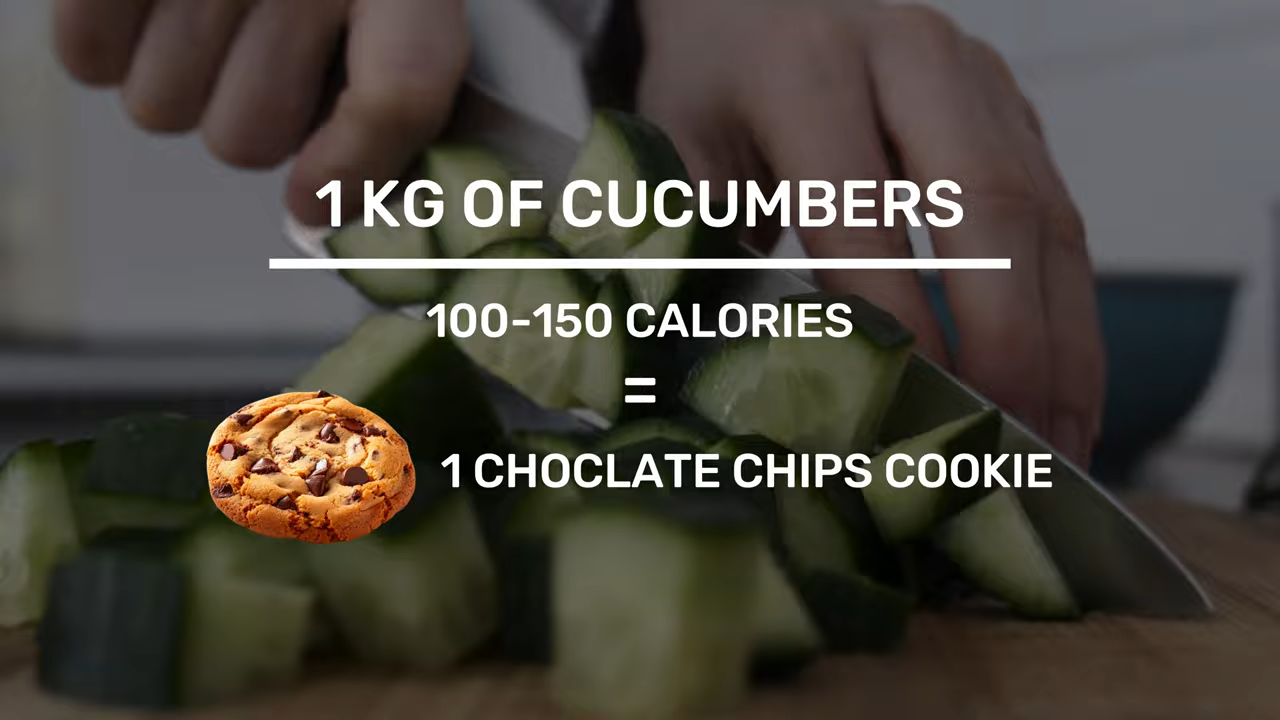 1 KG OF CUCUMBERS
100-150 CALORIES
=
1 CHOCLATE CHIPS COOKIE